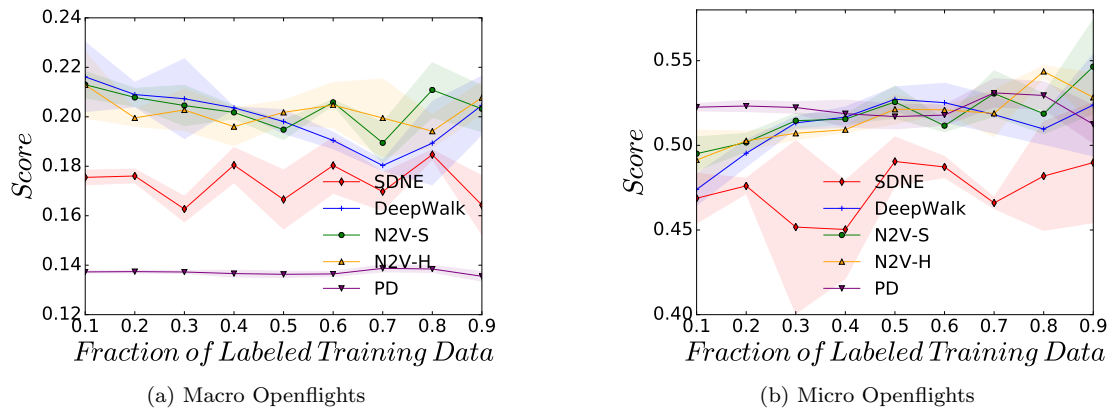 0.24
0.22
0.20
0.18
0.16
0.14
0.12
Score
SDNE
DeepWalk
N2V-S
N2V-H
PD
0.1 0.2 0.3 0.4 0.5 0.6 0.7 0.8 0.9
Fraction of Labeled Training Data
(a) Macro Openflights
0.55
0.50
0.45
0.40
Score
SDNE
DeepWalk
N2V-S
N2V-H
PD
0.1 0.2 0.3 0.4 0.5 0.6 0.7 0.8 0.9
Fraction of Labeled Training Data
(b) Micro Openflights